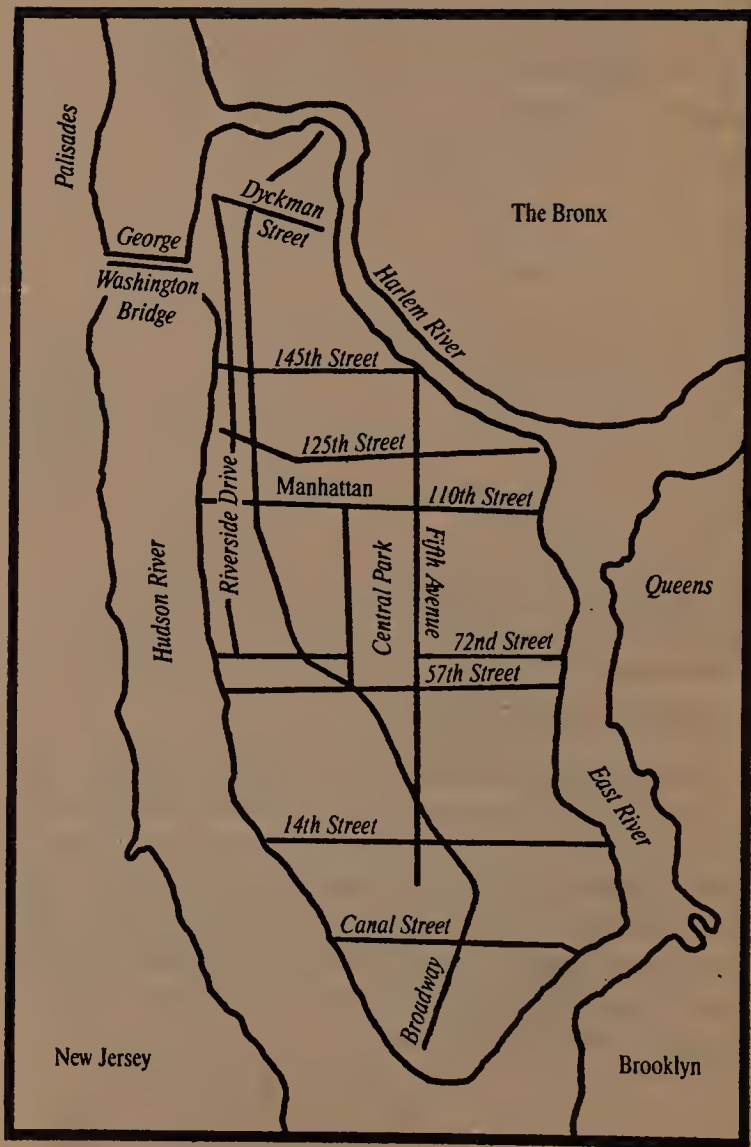 Palisades
Dyckman
Street
The Bronx
George
Washington
Bridge
Harlem River
145th Street
125th Street
Manhattan
110th Street
Riverside Drive
Hudson River
Central Park
Fifth Avenue
Queens
72nd Street
57th Street
East River
14th Street
Canal Street
Broadway
New Jersey
Brooklyn